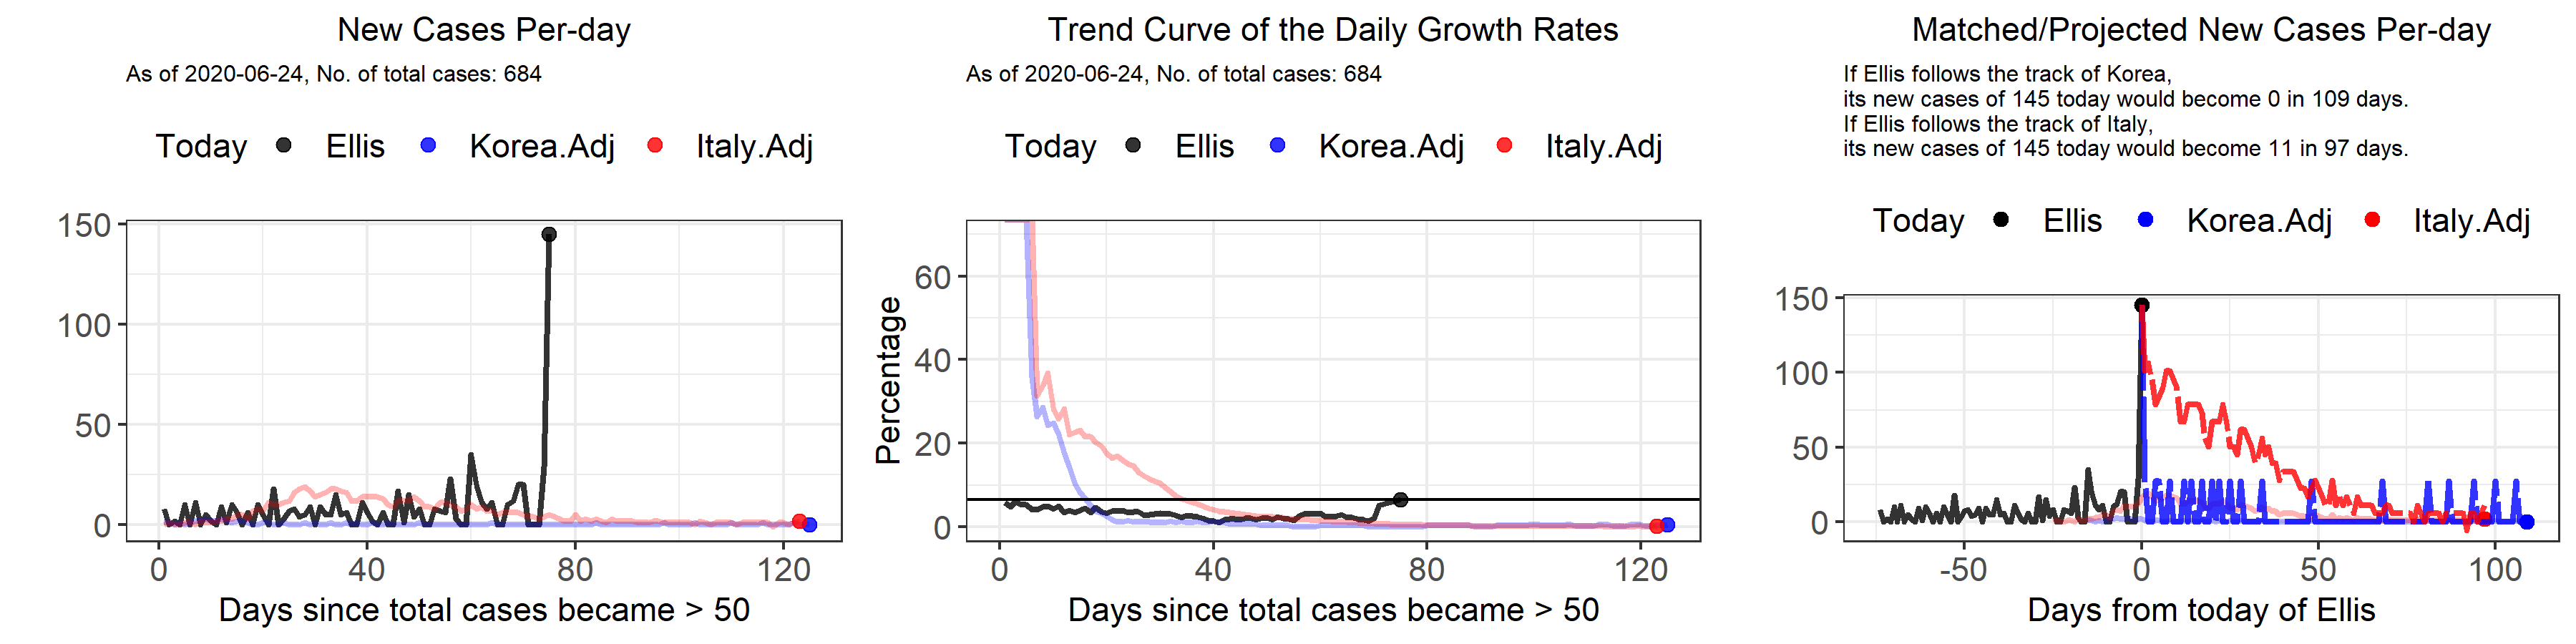 New Cases Per-day
As of 2020-06-24, No. of total cases: 684
Today Ellis Korea.Adj Italy.Adj
150
100
50
0
0 40 80 120
Days since total cases became > 50
Trend Curve of the Daily Growth Rates
As of 2020-06-24, No. of total cases: 684
Today Ellis Korea.Adj Italy.Adj
Percentage
60
40
20
0
0 40 80 120
Days since total cases became > 50
Matched/Projected New Cases Per-day
If Ellis follows the track of Korea,
its new cases of 145 today would become 0 in 109 days.
If Ellis follows the track of Italy,
its new cases of 145 today would become 11 in 97 days.
Today Ellis Korea.Adj Italy.Adj
150
100
50
0
-50 0 50 100
Days from today of Ellis